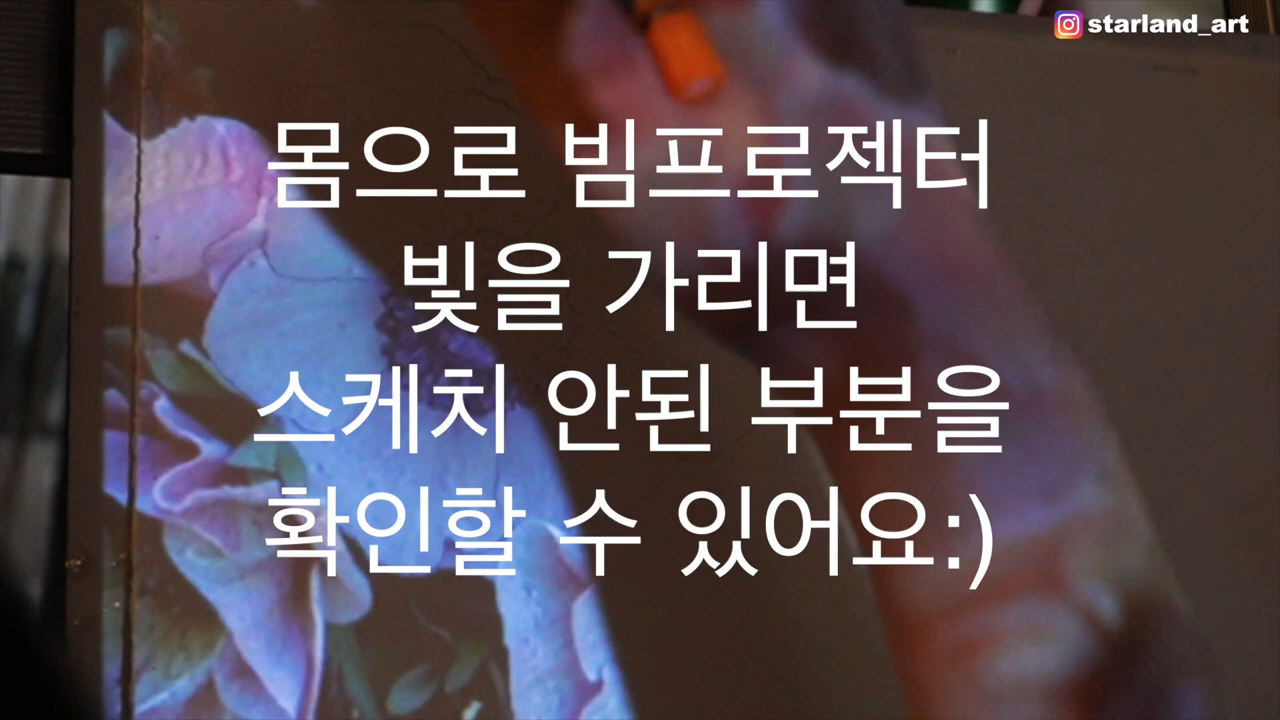 starland_art
몸으로 빔프로젝터
빛을 가리면
스케치 안된 부분을
확인할 수 있어요:)